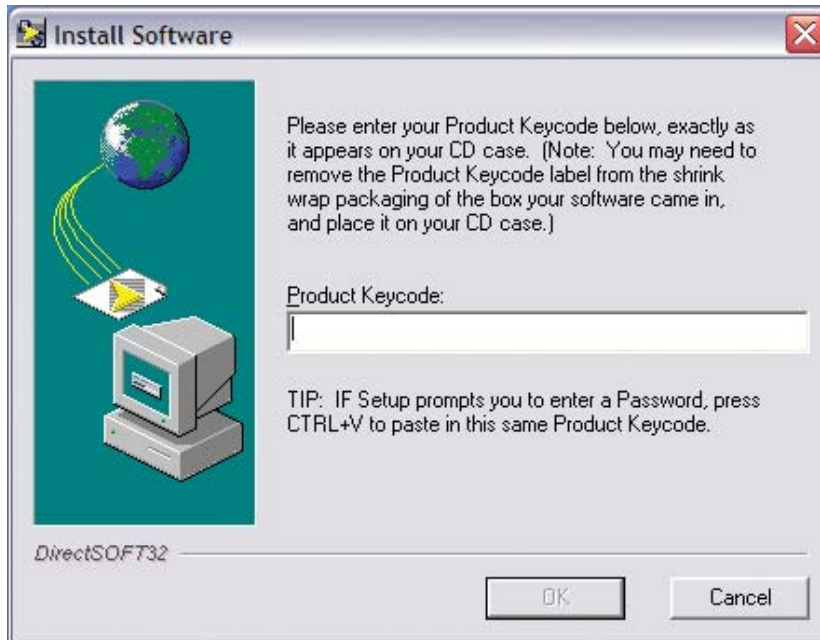 Install Software
Please enter your Product Keycode below, exactly as
it appears on your CD case. (Note: You may need to
remove the Product Keycode label from the shrink
wrap packaging of the box your software came in,
and place it on your CD case.)
Product Keycode:
TIP: IF Setup prompts you to enter a Password, press
CTRL+V to paste in this same Product Keycode.
DirectSOFT32
OK
Cancel